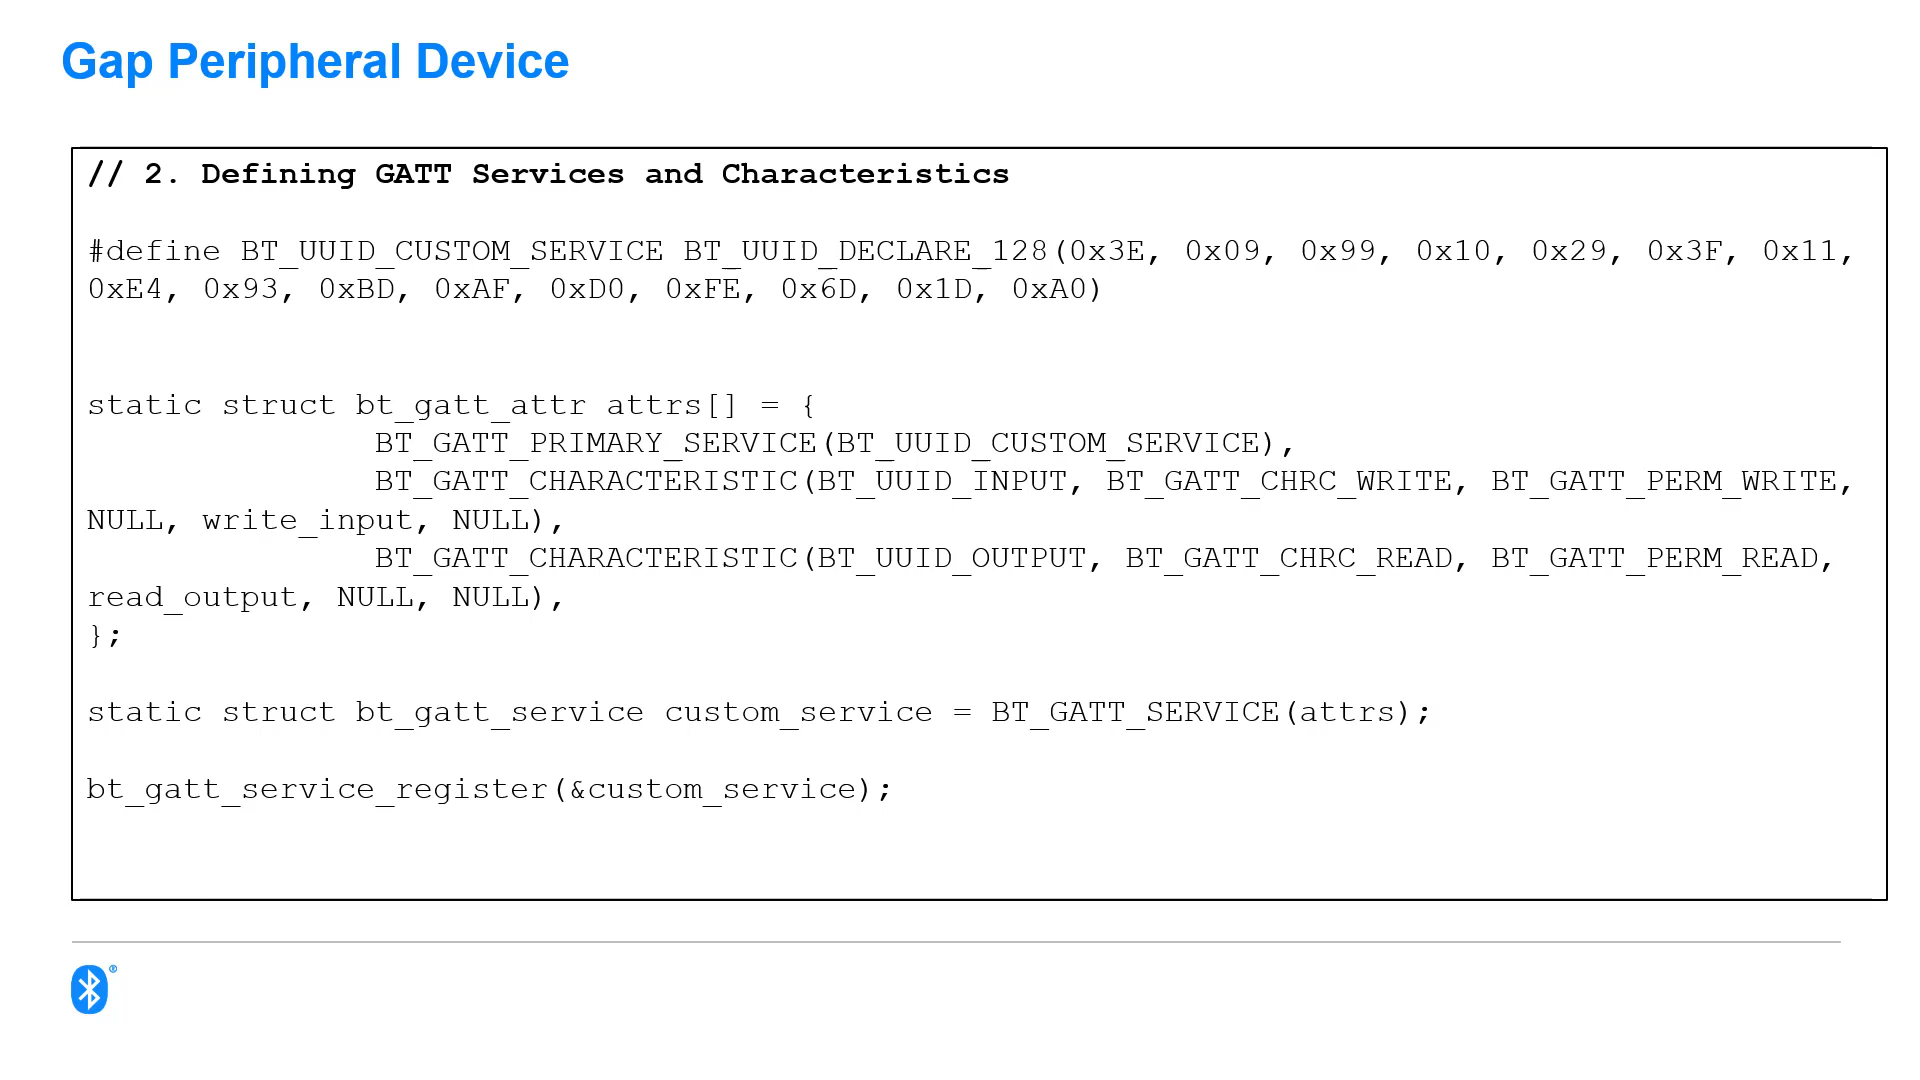 Gap Peripheral Device
// 2. Defining GATT Services and Characteristics
#define BT_UUID_CUSTOM_SERVICE BT_UUID_DECLARE_128(0x3E, 0x09, 0x99, 0x10, 0x29, 0x3F, 0x11,
0xE4, 0x93, 0xBD, 0xAF, 0xD0, 0xFE, 0x6D, 0x1D, 0xA0)
static struct bt_gatt_attr attrs[] = {
BT_GATT_PRIMARY_SERVICE(BT_UUID_CUSTOM_SERVICE),
BT_GATT_CHARACTERISTIC(BT_UUID_INPUT, BT_GATT_CHRC_WRITE, BT_GATT_PERM_WRITE,
NULL, write_input, NULL),
BT_GATT_CHARACTERISTIC(BT_UUID_OUTPUT, BT_GATT_CHRC_READ, BT_GATT_PERM_READ,
read_output, NULL, NULL),
};
static struct bt_gatt_service custom_service = BT_GATT_SERVICE(attrs);
bt_gatt_service_register(&custom_service);
®